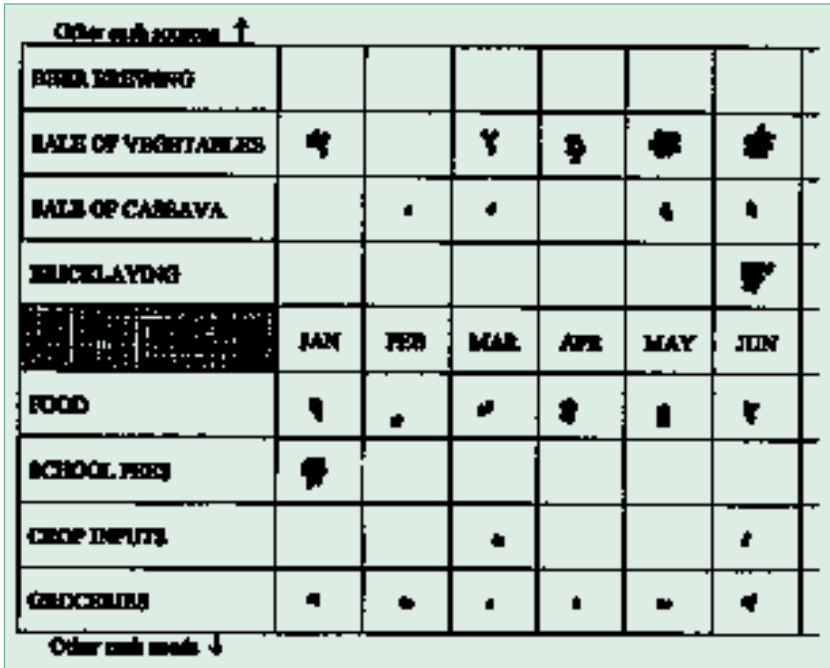 Other cash sources ↑
BEER BREWING
SALE OF VEGETABLES
SALE OF CASSAVA
BRICKLAYING
JAN FEB MAR APR MAY JUN
FOOD
SCHOOL FEES
CROP INPUTS
GROCERIES
Other cash needs ↓